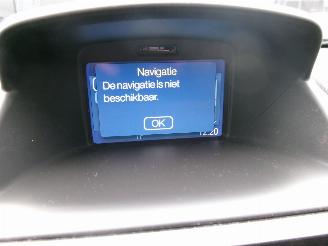 Navigatie
De navigatie is niet
beschikbaar.
OK
12:20